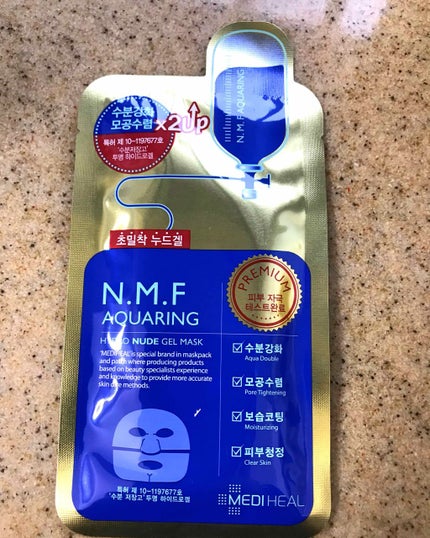 N.M.F AQUARING
수분강화
모공수렴 x2up
특허 제 10-1197677호
'수분저장고'
투명 하이드로겔
초밀착 누드겔
PREMIUM
피부 자극
테스트완료
N.M.F
AQUARING
HYDRO NUDE GEL MASK
'MEDIHEAL' is special brand in maskpack
and patch where producing products
based on beauty specialists experience
and knowledge to provide more accurate
skin care methods.
수분강화
Aqua Double
모공수렴
Pore Tightening
보습코팅
Moisturizing
피부청정
Clear Skin
특허 제 10-1197677호
'수분 저장고' 투명 하이드로겔
MEDIHEAL